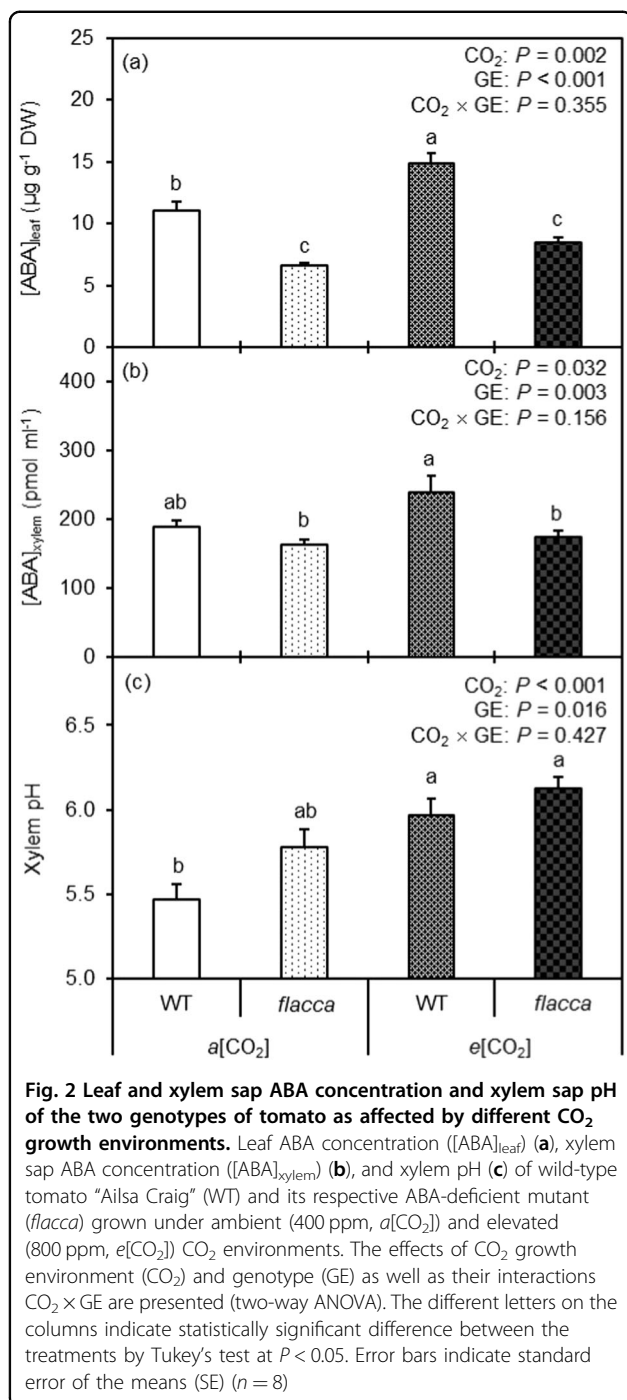 25
20
15
10
5
0
[ABA]leaf (µg g-1 DW)
(a)
CO2: P = 0.002
GE: P < 0.001
CO2 × GE: P = 0.355
b
c
a
c
400
300
200
100
0
[ABA]xylem (pmol ml-1)
(b)
CO2: P = 0.032
GE: P = 0.003
CO2 × GE: P = 0.156
ab
b
a
b
6.5
6.0
5.5
5.0
Xylem pH
(c)
CO2: P < 0.001
GE: P = 0.016
CO2 × GE: P = 0.427
b
ab
a
a
WT flacca WT flacca
a[CO2] e[CO2]
Fig. 2 Leaf and xylem sap ABA concentration and xylem sap pH
of the two genotypes of tomato as affected by different CO2
growth environments. Leaf ABA concentration ([ABA]leaf) (a), xylem
sap ABA concentration ([ABA]xylem) (b), and xylem pH (c) of wild-type
tomato “Ailsa Craig” (WT) and its respective ABA-deficient mutant
(flacca) grown under ambient (400 ppm, a[CO2]) and elevated
(800 ppm, e[CO2]) CO2 environments. The effects of CO2 growth
environment (CO2) and genotype (GE) as well as their interactions
CO2 × GE are presented (two-way ANOVA). The different letters on the
columns indicate statistically significant difference between the
treatments by Tukey’s test at P < 0.05. Error bars indicate standard
error of the means (SE) (n = 8)